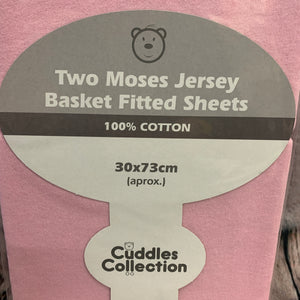 Two Moses Jersey
Basket Fitted Sheets
100% COTTON
30x73cm
(aprox.)
Cuddles
Collection